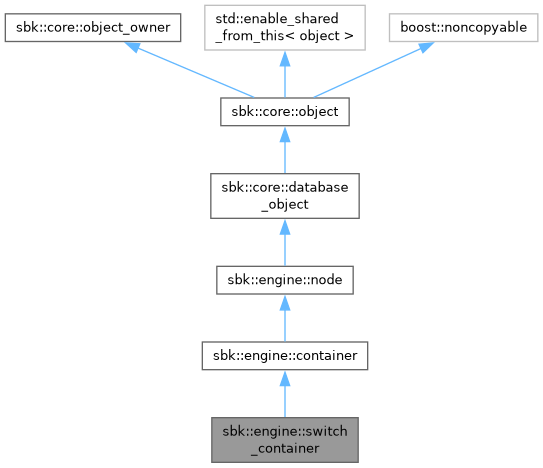 sbk::core::object_owner
std::enable_shared
_from_this< object >
boost::noncopyable
sbk::core::object
sbk::core::database
_object
sbk::engine::node
sbk::engine::container
sbk::engine::switch
_container